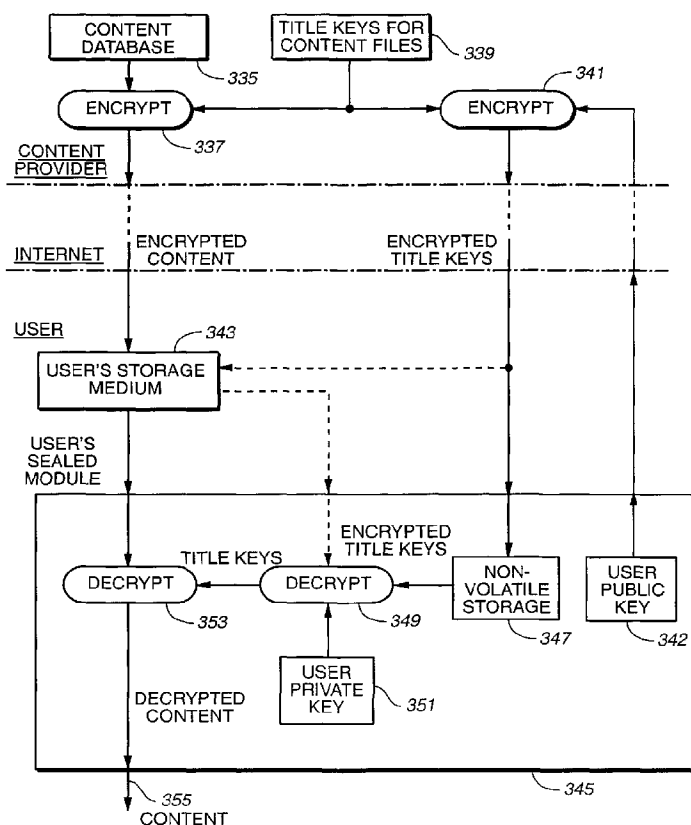 CONTENT
DATABASE
335
TITLE KEYS FOR
CONTENT FILES
339
341
ENCRYPT
337
ENCRYPT
CONTENT
PROVIDER
ENCRYPTED
CONTENT
ENCRYPTED
TITLE KEYS
INTERNET
USER
343
USER'S STORAGE
MEDIUM
USER'S
SEALED
MODULE
ENCRYPTED
TITLE KEYS
TITLE KEYS
DECRYPT
353
DECRYPT
349
NON-
VOLATILE
STORAGE
347
USER
PUBLIC
KEY
342
USER
PRIVATE
KEY
351
DECRYPTED
CONTENT
355
345
CONTENT